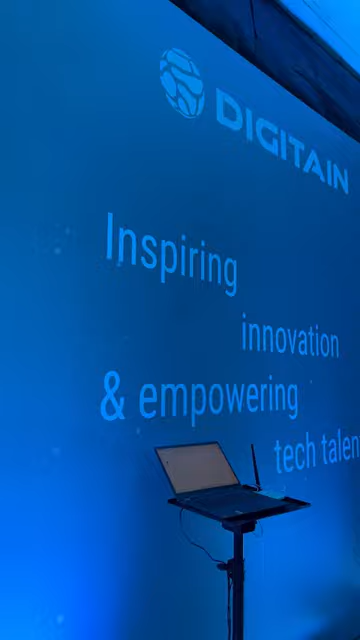 DIGITAIN
Inspiring
innovation
& empowering
tech talen